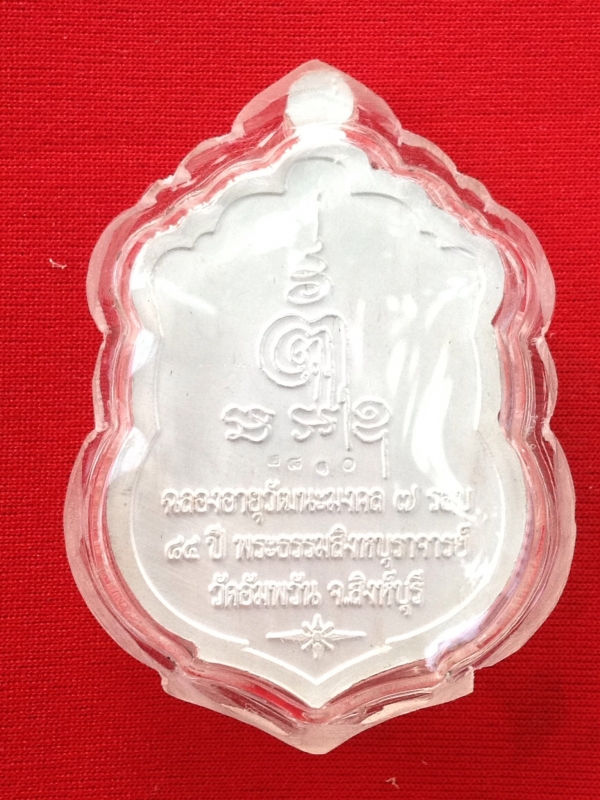 ๒๘๑๐
ฉลองอายุวัฒนะมงคล ๗ รอบ
๘๔ ปี พระธรรมสิงหบุราจารย์
วัดอัมพวัน จ.สิงห์บุรี